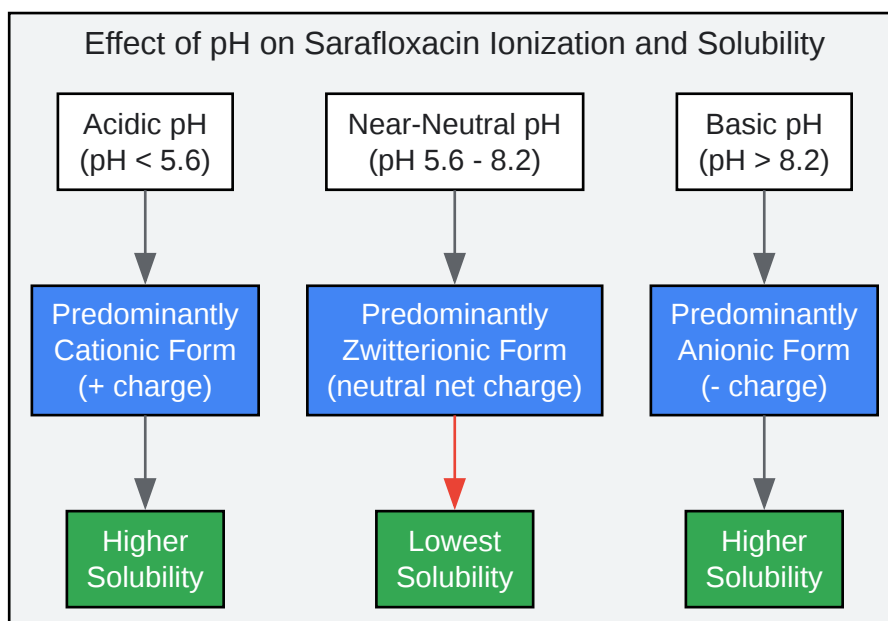 Effect of pH on Sarafloxacin Ionization and Solubility
Acidic pH
(pH < 5.6)
Near-Neutral pH
(pH 5.6 - 8.2)
Basic pH
(pH > 8.2)
Predominantly
Cationic Form
(+ charge)
Predominantly
Zwitterionic Form
(neutral net charge)
Predominantly
Anionic Form
(- charge)
Higher
Solubility
Lowest
Solubility
Higher
Solubility